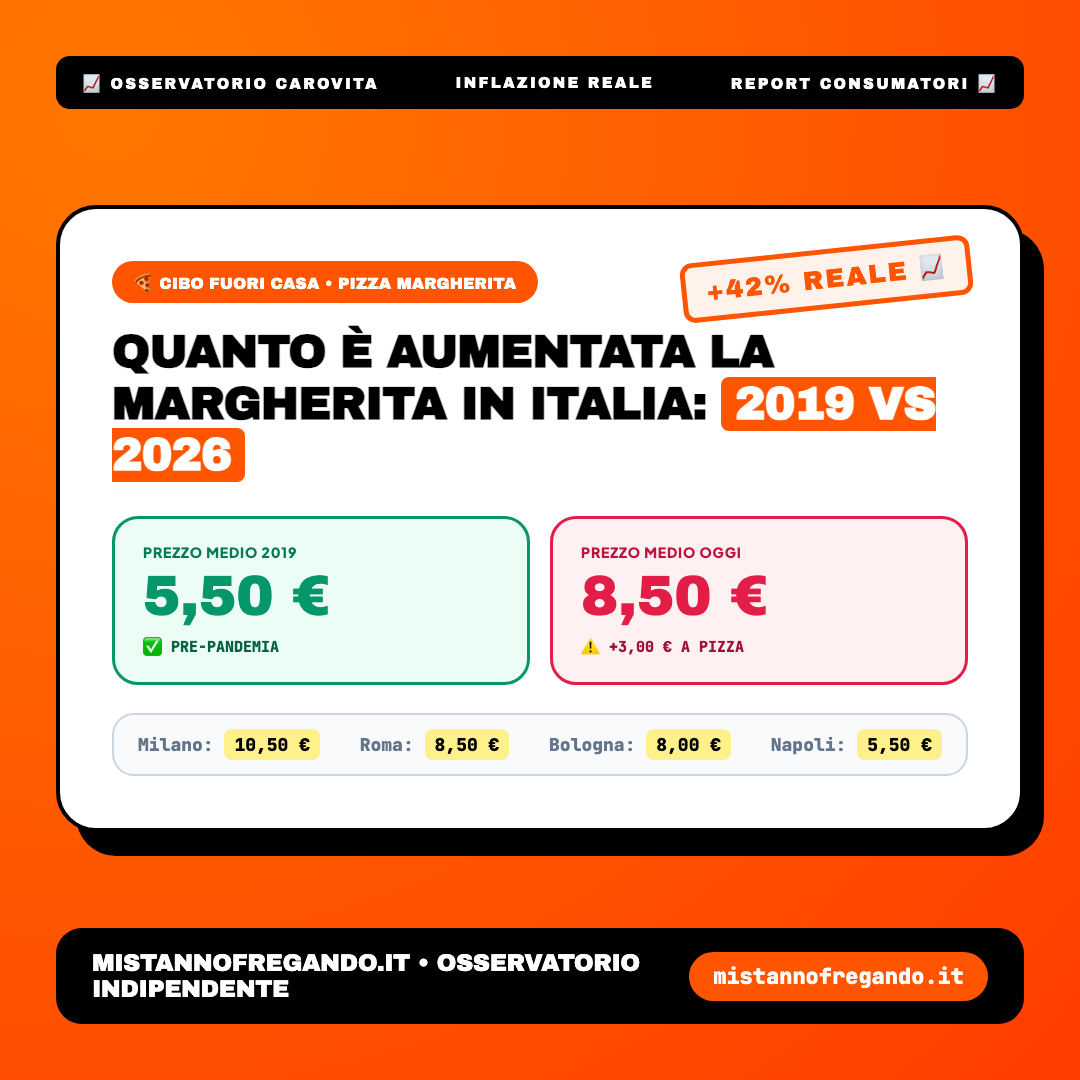 📈 OSSERVATORIO CAROVITA
INFLAZIONE REALE
REPORT CONSUMATORI 📈
🍕 CIBO FUORI CASA • PIZZA MARGHERITA
+42% REALE 📈
QUANTO È AUMENTATA LA
MARGHERITA IN ITALIA: 2019 VS
2026
PREZZO MEDIO 2019
5,50 €
✅ PRE-PANDEMIA
PREZZO MEDIO OGGI
8,50 €
⚠️ +3,00 € A PIZZA
Milano: 10,50 €
Roma: 8,50 €
Bologna: 8,00 €
Napoli: 5,50 €
MISTANNOFREGANDO.IT • OSSERVATORIO
INDIPENDENTE
mistannofregando.it